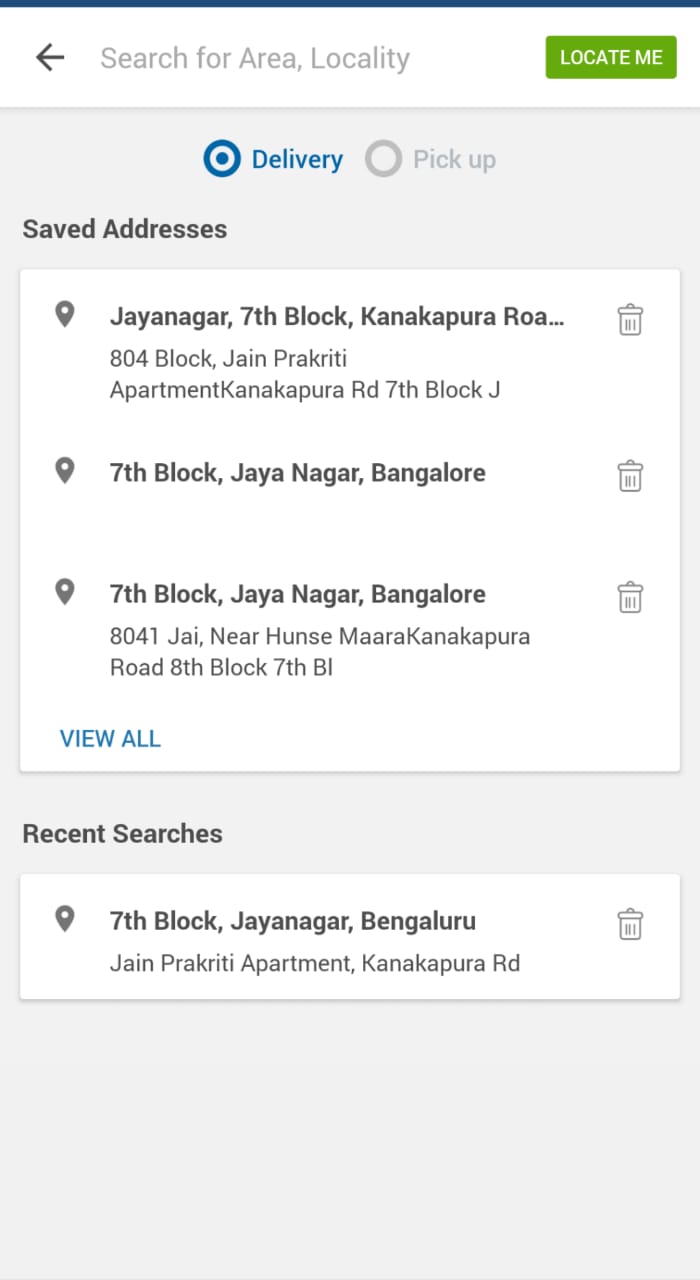 Search for Area, Locality
LOCATE ME
Delivery
Pick up
Saved Addresses
Jayanagar, 7th Block, Kanakapura Roa...
804 Block, Jain Prakriti
ApartmentKanakapura Rd 7th Block J
7th Block, Jaya Nagar, Bangalore
7th Block, Jaya Nagar, Bangalore
8041 Jai, Near Hunse MaaraKanakapura
Road 8th Block 7th Bl
VIEW ALL
Recent Searches
7th Block, Jayanagar, Bengaluru
Jain Prakriti Apartment, Kanakapura Rd